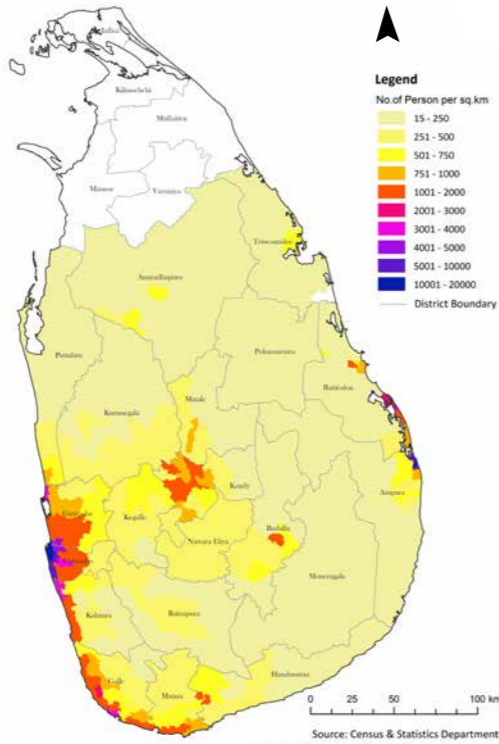 Jaffna
Kilinochchi
Mullaitivu
Mannar
Vavuniya
Trincomalee
Anuradhapura
Polonnaruwa
Puttalam
Batticaloa
Matale
Kurunegala
Kandy
Ampara
Gampaha
Kegalle
Nuwara Eliya
Badulla
Moneragala
Kalutara
Ratnapura
Galle
Matara
Hambantota
Legend
No.of Person per sq.km
15 - 250
251 - 500
501 - 750
751 - 1000
1001 - 2000
2001 - 3000
3001 - 4000
4001 - 5000
5001 - 10000
10001 - 20000
District Boundary
0 25 50 100 km
Source: Census & Statistics Department